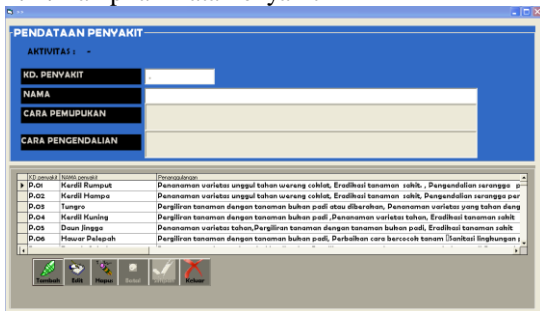 PENDATAAN PENYAKIT
AKTIVITAS : -
KD. PENYAKIT
NAMA
CARA PEMUPUKAN
CARA PENGENDALIAN
KD penyakit NAMA penyakit Penanggulangan
P.01 Kerdil Rumput Penanaman varietas unggul tahan wereng coklat, Eradikasi tanaman sakit. , Pengendalian serangga p
P.02 Kerdil Hampa Penanaman varietas unggul tahan wereng coklat, Eradikasi tanaman sakit, Pengendalian serangga per
P.03 Tungro Pergiliran tanaman dengan tanaman bukan padi atau diberakan, Penanaman varietas yang tahan deng
P.04 Kerdil Kuning Pergiliran tanaman dengan tanaman bukan padi ,Penanaman varietas tahan, Eradikasi tanaman sakit
P.05 Daun Jingga Penanaman varietas tahan,Pergiliran tanaman dengan tanaman bukan padi, Eradikasi tanaman sakit
P.06 Hawar Pelepah Pergiliran tanaman dengan tanaman bukan padi, Perbaikan cara bercocok tanam Sanitasi lingkungan
Tambah Edit Hapus Batal Simpan Keluar